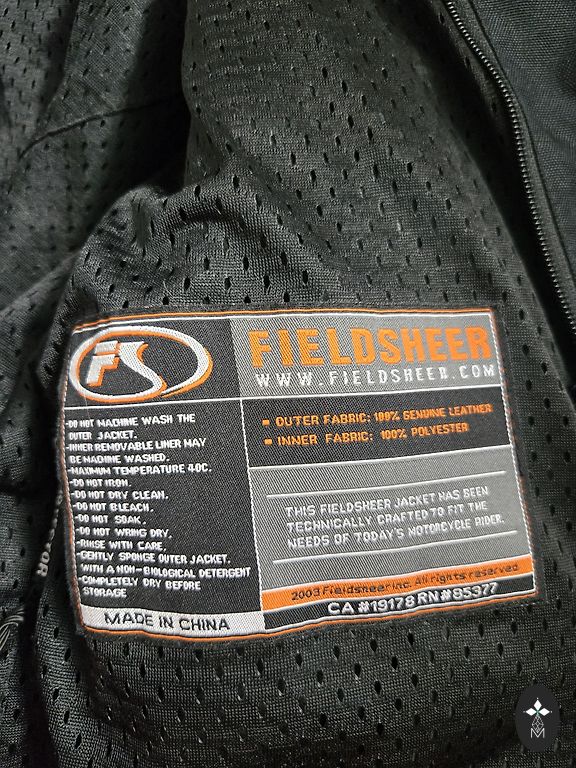 FS
FIELDSHEER
WWW.FIELDSHEER.COM
-DO NOT MACHINE WASH THE
OUTER JACKET.
-INNER REMOVABLE LINER MAY
BE MACHINE WASHED.
-MAXIMUM TEMPERATURE 40C.
-DO NOT IRON.
-DO NOT DRY CLEAN.
-DO NOT BLEACH.
-DO NOT SOAK.
-DO NOT WRING DRY.
-RINSE WITH CARE.
-GENTLY SPONGE OUTER JACKET.
WITH A NON-BIOLOGICAL DETERGENT
-COMPLETELY DRY BEFORE
STORAGE
MADE IN CHINA
- OUTER FABRIC: 100% GENUINE LEATHER
- INNER FABRIC: 100% POLYESTER
THIS FIELDSHEER JACKET HAS BEEN
TECHNICALLY CRAFTED TO FIT THE
NEEDS OF TODAY'S MOTORCYCLE RIDER.
2003 Fieldsheer Inc. All rights reserved
CA#19178 RN#85377
M